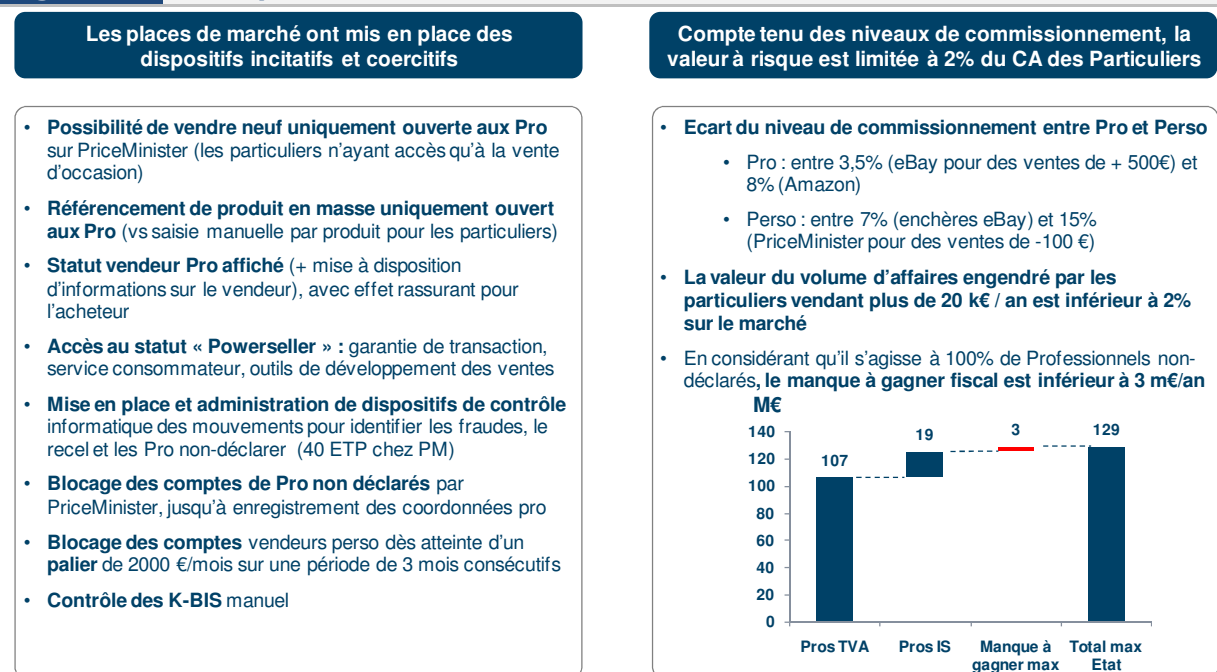 Les places de marché ont mis en place des
dispositifs incitatifs et coercitifs
• Possibilité de vendre neuf uniquement ouverte aux Pro
sur PriceMinister (les particuliers n'ayant accès qu'à la vente
d'occasion)
• Référencement de produit en masse uniquement ouvert
aux Pro (vs saisie manuelle par produit pour les particuliers)
• Statut vendeur Pro affiché (+ mise à disposition
d'informations sur le vendeur), avec effet rassurant pour
l'acheteur
• Accès au statut « Powerseller » : garantie de transaction,
service consommateur, outils de développement des ventes
• Mise en place et administration de dispositifs de contrôle
informatique des mouvements pour identifier les fraudes, le
recel et les Pro non-déclarer (40 ETP chez PM)
• Blocage des comptes de Pro non déclarés par
PriceMinister, jusqu'à enregistrement des coordonnées pro
• Blocage des comptes vendeurs perso dès atteinte d'un
palier de 2000 €/mois sur une période de 3 mois consécutifs
• Contrôle des K-BIS manuel
Compte tenu des niveaux de commissionnement, la
valeur à risque est limitée à 2% du CA des Particuliers
• Ecart du niveau de commissionnement entre Pro et Perso
• Pro : entre 3,5% (eBay pour des ventes de + 500€) et
8% (Amazon)
• Perso : entre 7% (enchères eBay) et 15%
(PriceMinister pour des ventes de -100 €)
• La valeur du volume d'affaires engendré par les
particuliers vendant plus de 20 k€ / an est inférieur à 2%
sur le marché
• En considérant qu'il s'agisse à 100% de Professionnels non-
déclarés, le manque à gagner fiscal est inférieur à 3 m€/an
M€
140
120
100
80
60
40
20
0
107
19
3
129
Pros TVA
Pros IS
Manque à
gagner max
Total max
Etat